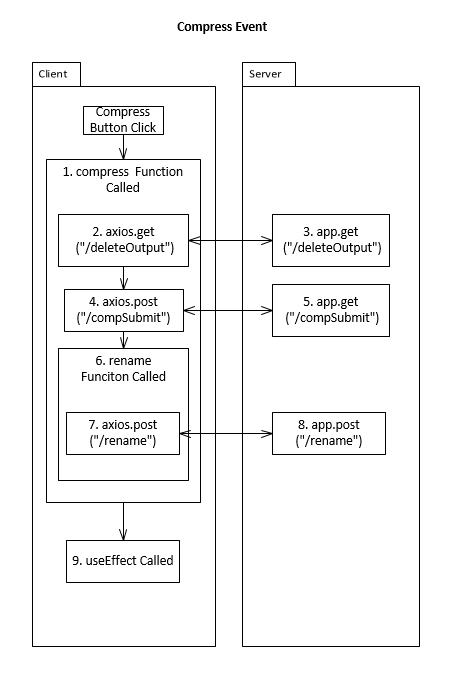 Compress Event
Client
Server
Compress
Button Click
1. compress Function
Called
2. axios.get
("/deleteOutput")
3. app.get
("/deleteOutput")
4. axios.post
("/compSubmit")
5. app.get
("/compSubmit")
6. rename
Funciton Called
7. axios.post
("/rename")
8. app.post
("/rename")
9. useEffect Called